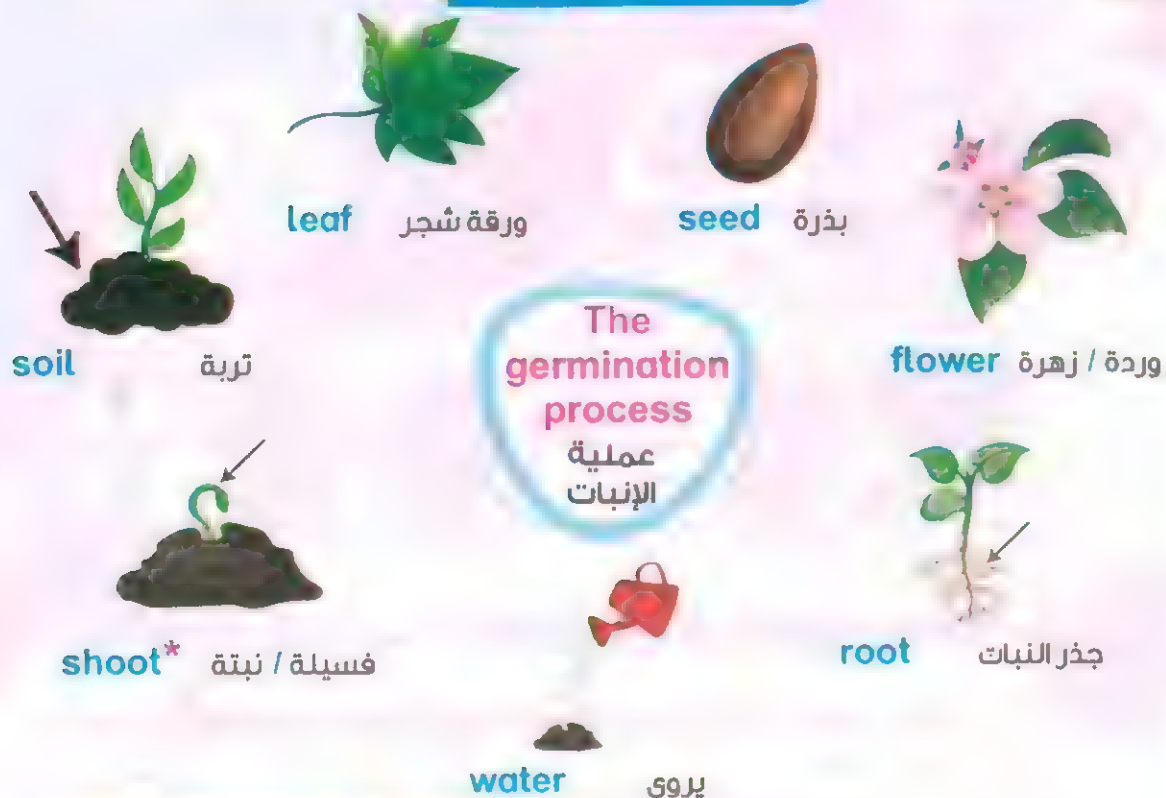 leaf ورقة شجر
seed بذرة
soil تربة
The
germination
process
عملية
الإنبات
flower وردة / زهرة
shoot* فسيلة / نبتة
root جذر النبات
water يروى